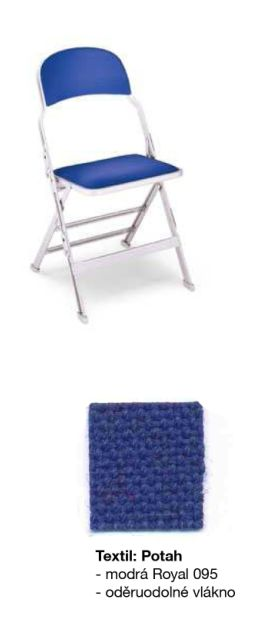 Textil: Potah
- modrá Royal 095
- oděruodolné vlákno